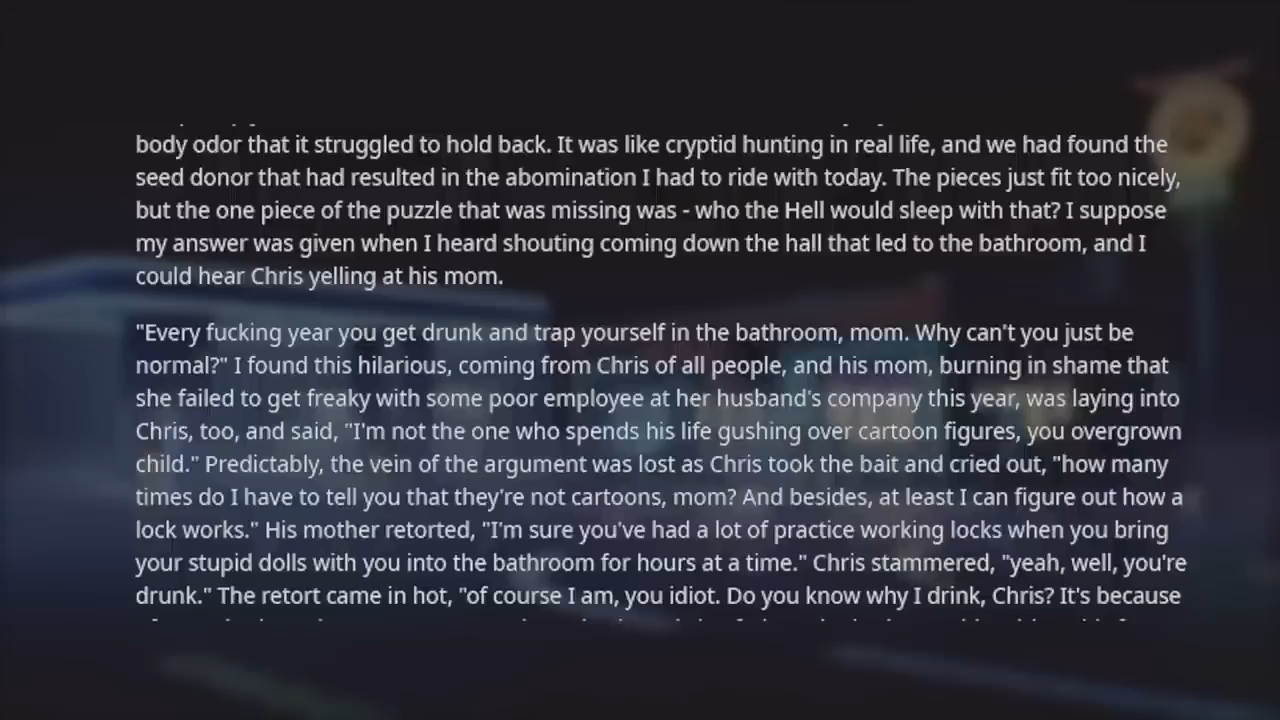 body odor that it struggled to hold back. It was like cryptid hunting in real life, and we had found the
seed donor that had resulted in the abomination I had to ride with today. The pieces just fit too nicely,
but the one piece of the puzzle that was missing was - who the Hell would sleep with that? I suppose
my answer was given when I heard shouting coming down the hall that led to the bathroom, and I
could hear Chris yelling at his mom.
"Every fucking year you get drunk and trap yourself in the bathroom, mom. Why can't you just be
normal?" I found this hilarious, coming from Chris of all people, and his mom, burning in shame that
she failed to get freaky with some poor employee at her husband's company this year, was laying into
Chris, too, and said, "I'm not the one who spends his life gushing over cartoon figures, you overgrown
child." Predictably, the vein of the argument was lost as Chris took the bait and cried out, "how many
times do I have to tell you that they're not cartoons, mom? And besides, at least I can figure out how a
lock works." His mother retorted, "I'm sure you've had a lot of practice working locks when you bring
your stupid dolls with you into the bathroom for hours at a time." Chris stammered, "yeah, well, you're
drunk." The retort came in hot, "of course I am, you idiot. Do you know why I drink, Chris? It's because